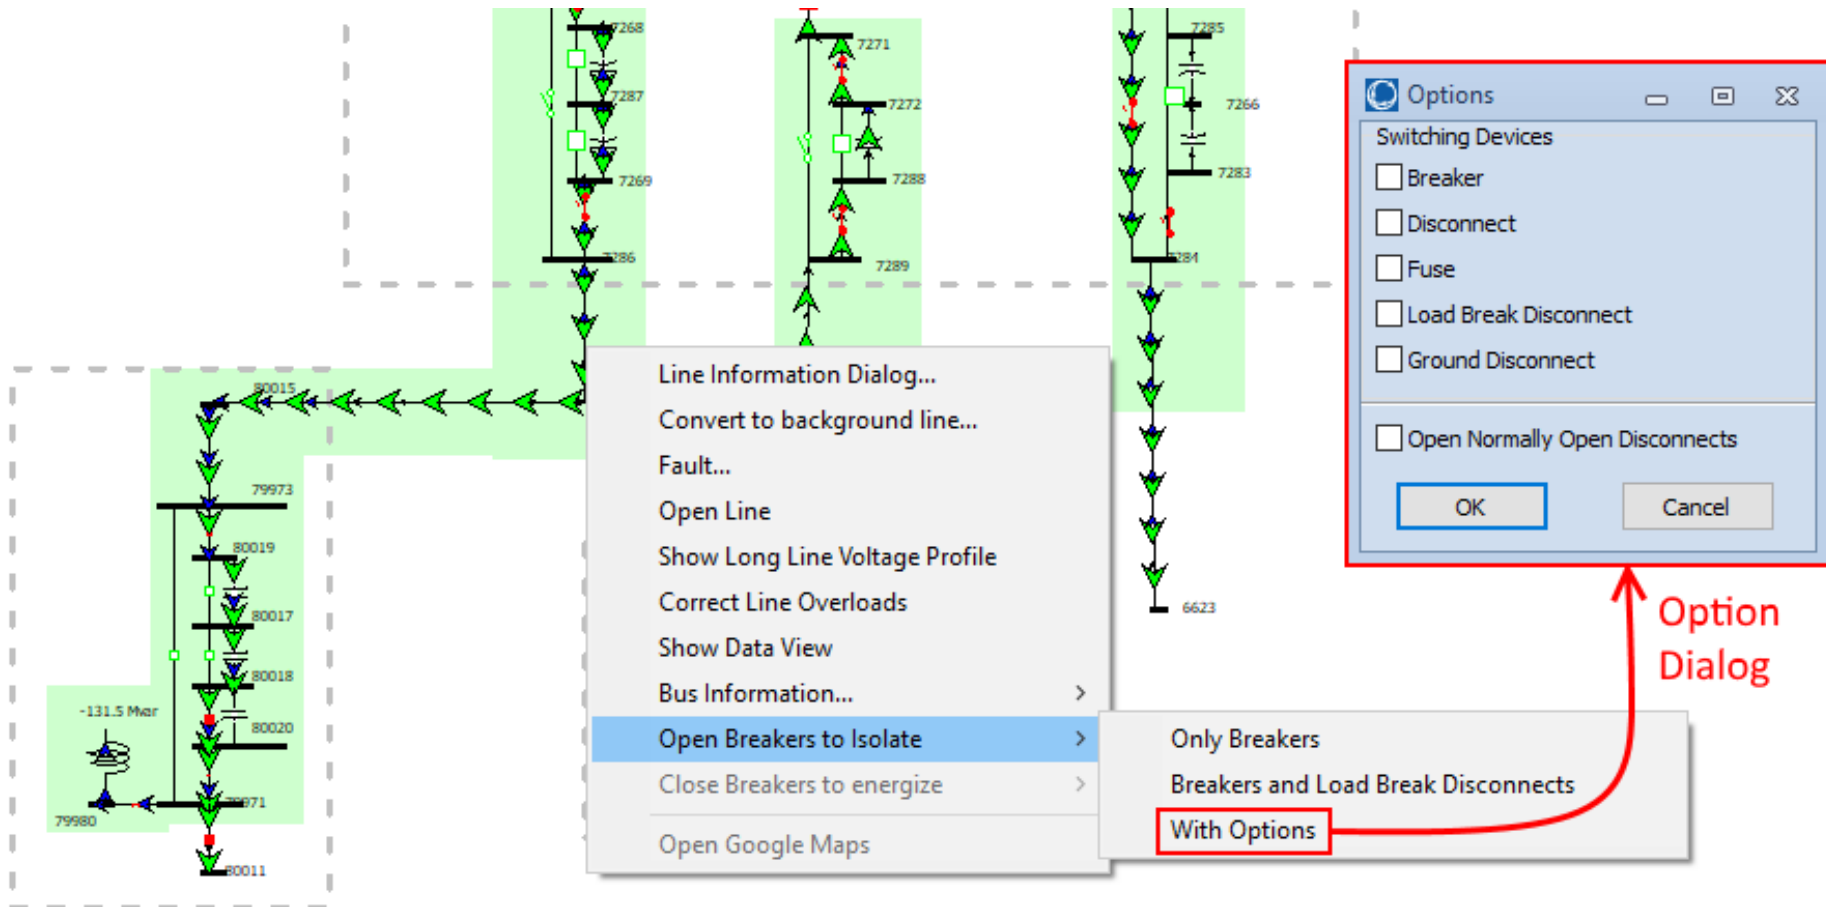 7268
7287
7269
7286
7271
7272
7288
7289
7285
7266
7283
7284
6623
80015
79973
80019
80017
80018
-131.5 Mvar
80020
79971
79980
80011
Line Information Dialog...
Convert to background line...
Fault...
Open Line
Show Long Line Voltage Profile
Correct Line Overloads
Show Data View
Bus Information...
Open Breakers to Isolate
Close Breakers to energize
Open Google Maps
Only Breakers
Breakers and Load Break Disconnects
With Options
Options
Switching Devices
Breaker
Disconnect
Fuse
Load Break Disconnect
Ground Disconnect
Open Normally Open Disconnects
OK
Cancel
Option
Dialog